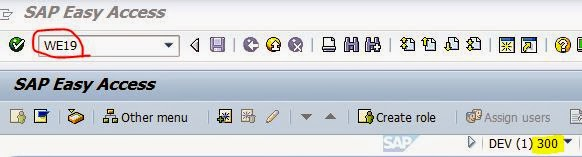 SAP Easy Access
WE19
SAP Easy Access
Other menu Create role Assign users
SAP DEV (1) 300